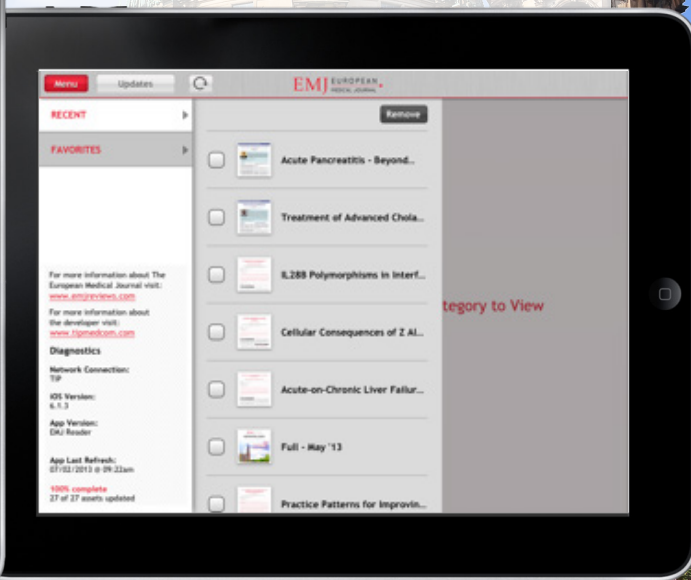 Menu
Updates
EMJ EUROPEAN
MEDICAL JOURNAL
RECENT
FAVORITES
For more information about The
European Medical Journal visit:
www.emjreviews.com
For more information about
the developer visit:
www.tipmedcom.com
Diagnostics
Network Connection:
TIP
iOS Version:
6.1.3
App Version:
EMJ Reader
App Last Refresh:
07/02/2013 @ 09:22am
100% complete
27 of 27 assets updated
Remove
Acute Pancreatitis - Beyond...
Treatment of Advanced Chola...
IL28B Polymorphisms in Interf...
Cellular Consequences of Z Al...
Acute-on-Chronic Liver Failur...
Full - May '13
Practice Patterns for Improvin...
tegory to View